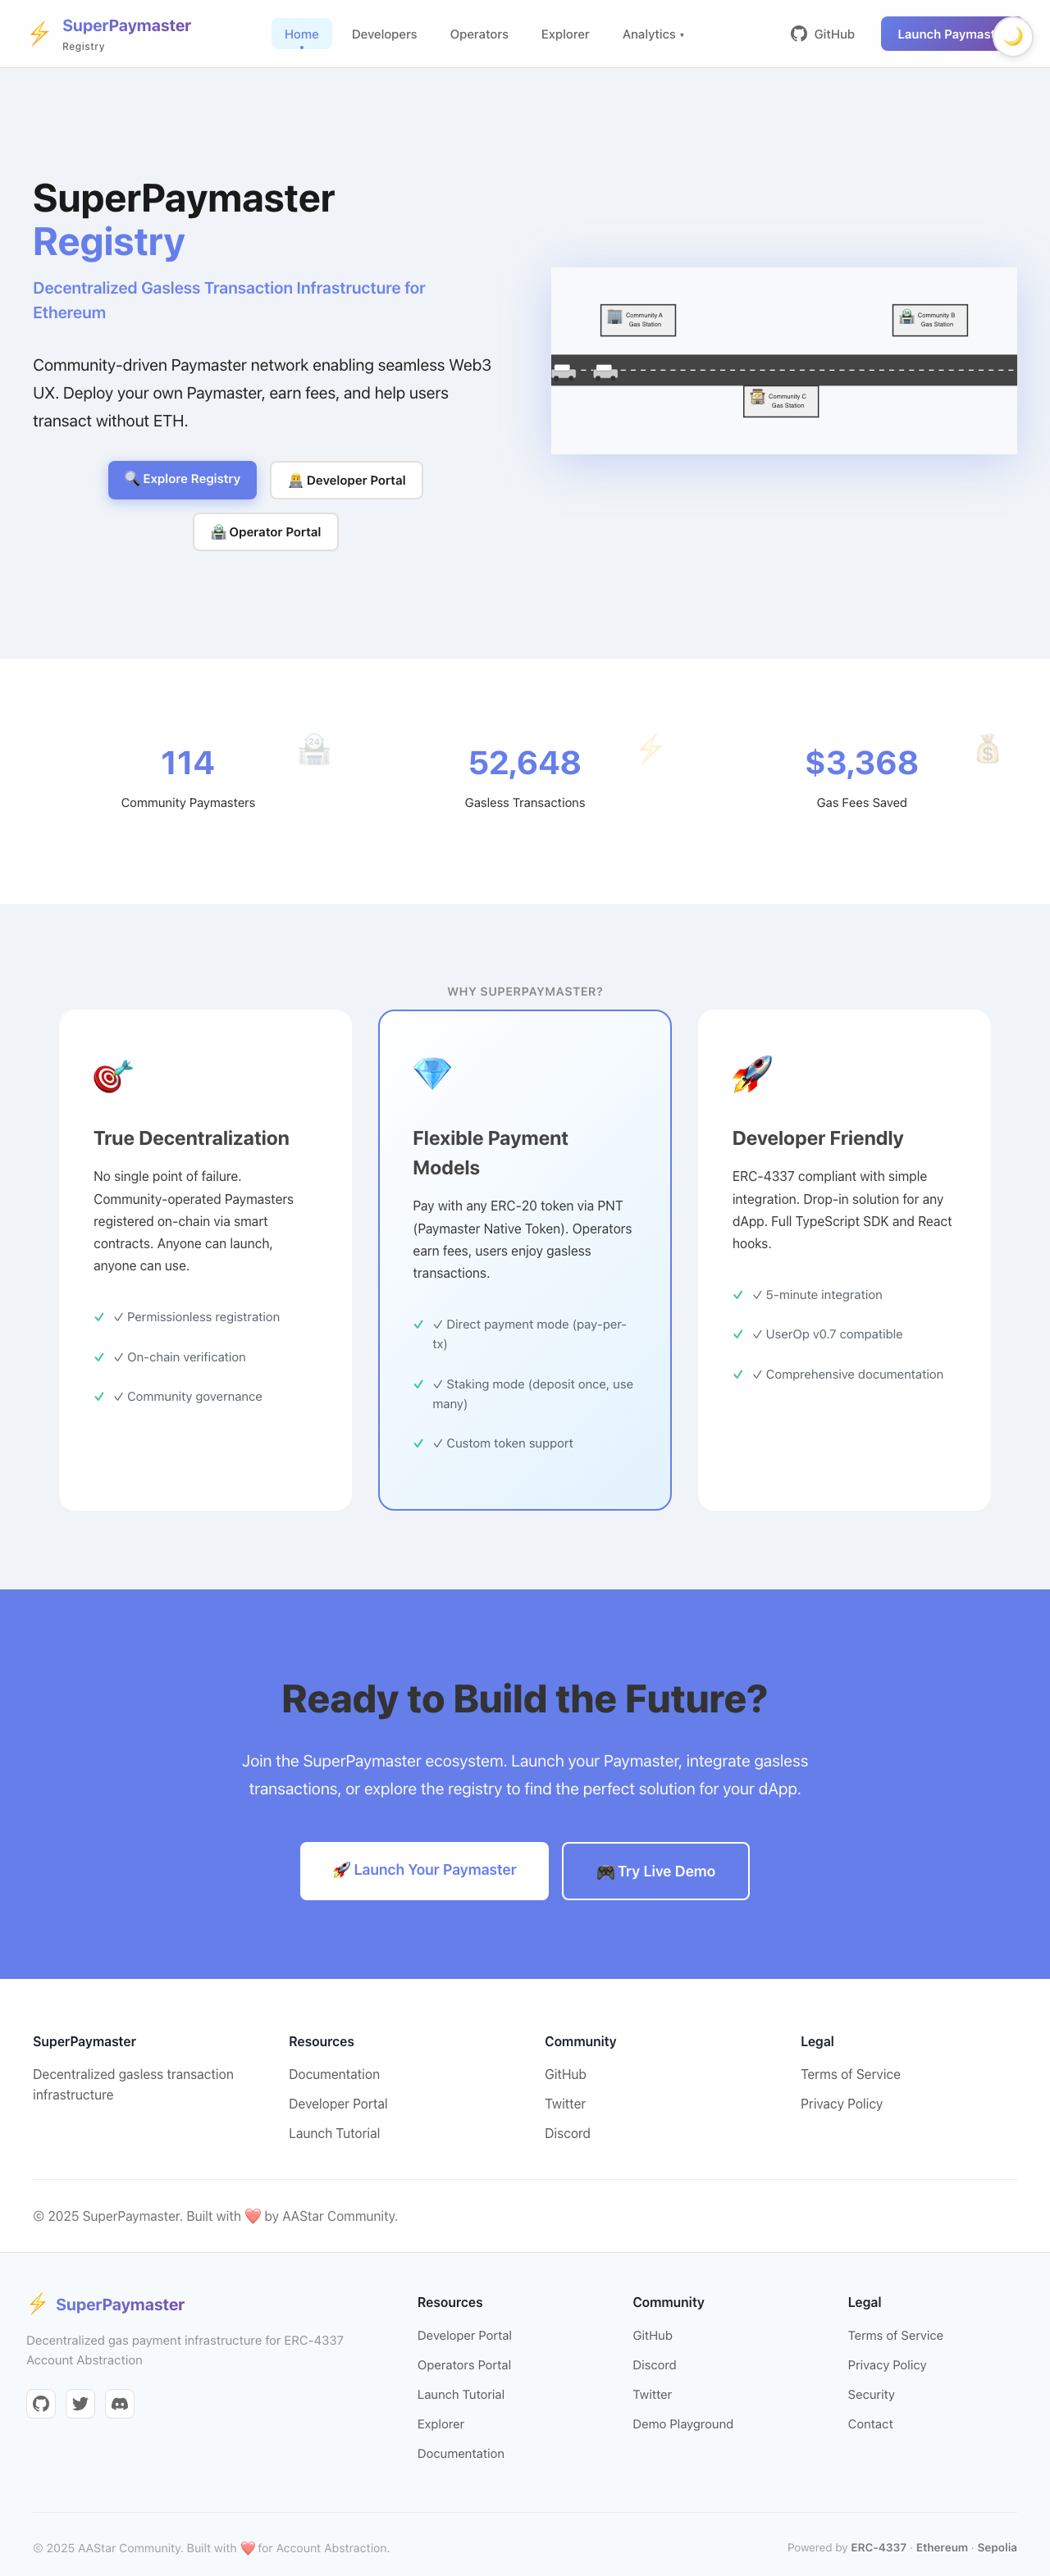 ⚡ SuperPaymaster
Registry
Home
Developers
Operators
Explorer
Analytics ▾
GitHub
Launch
SuperPaymaster
Registry
Decentralized Gasless Transaction Infrastructure for
Ethereum
Community-driven Paymaster network enabling seamless Web3
UX. Deploy your own Paymaster, earn fees, and help users
transact without ETH.
🔍 Explore Registry
Developer Portal
🏪 Operator Portal
Community A
Gas Station
Community B
Gas Station
Community C
Gas Station
114
Community Paymasters
24
52,648
Gasless Transactions
$3,368
Gas Fees Saved
WHY SUPERPAYMASTER?
True Decentralization
No single point of failure.
Community-operated Paymasters
registered on-chain via smart
contracts. Anyone can launch,
anyone can use.
✓ ✓ Permissionless registration
✓ ✓ On-chain verification
✓ ✓ Community governance
Flexible Payment
Models
Pay with any ERC-20 token via PNT
(Paymaster Native Token). Operators
earn fees, users enjoy gasless
transactions.
✓ ✓ Direct payment mode (pay-per-
tx)
✓ ✓ Staking mode (deposit once, use
many)
✓ ✓ Custom token support
Developer Friendly
ERC-4337 compliant with simple
integration. Drop-in solution for any
dApp. Full TypeScript SDK and React
hooks.
✓ ✓ 5-minute integration
✓ ✓ UserOp v0.7 compatible
✓ ✓ Comprehensive documentation
Ready to Build the Future?
Join the SuperPaymaster ecosystem. Launch your Paymaster, integrate gasless
transactions, or explore the registry to find the perfect solution for your dApp.
🚀 Launch Your Paymaster
🎮 Try Live Demo
SuperPaymaster
Decentralized gasless transaction
infrastructure
Resources
Documentation
Developer Portal
Launch Tutorial
Community
GitHub
Twitter
Discord
Legal
Terms of Service
Privacy Policy
© 2025 SuperPaymaster. Built with ❤️ by AAStar Community.
⚡ SuperPaymaster
Decentralized gas payment infrastructure for ERC-4337
Account Abstraction
Resources
Developer Portal
Operators Portal
Launch Tutorial
Explorer
Documentation
Community
GitHub
Discord
Twitter
Demo Playground
Legal
Terms of Service
Privacy Policy
Security
Contact
© 2025 AAStar Community. Built with ❤️ for Account Abstraction.
Powered by ERC-4337 · Ethereum · Sepolia